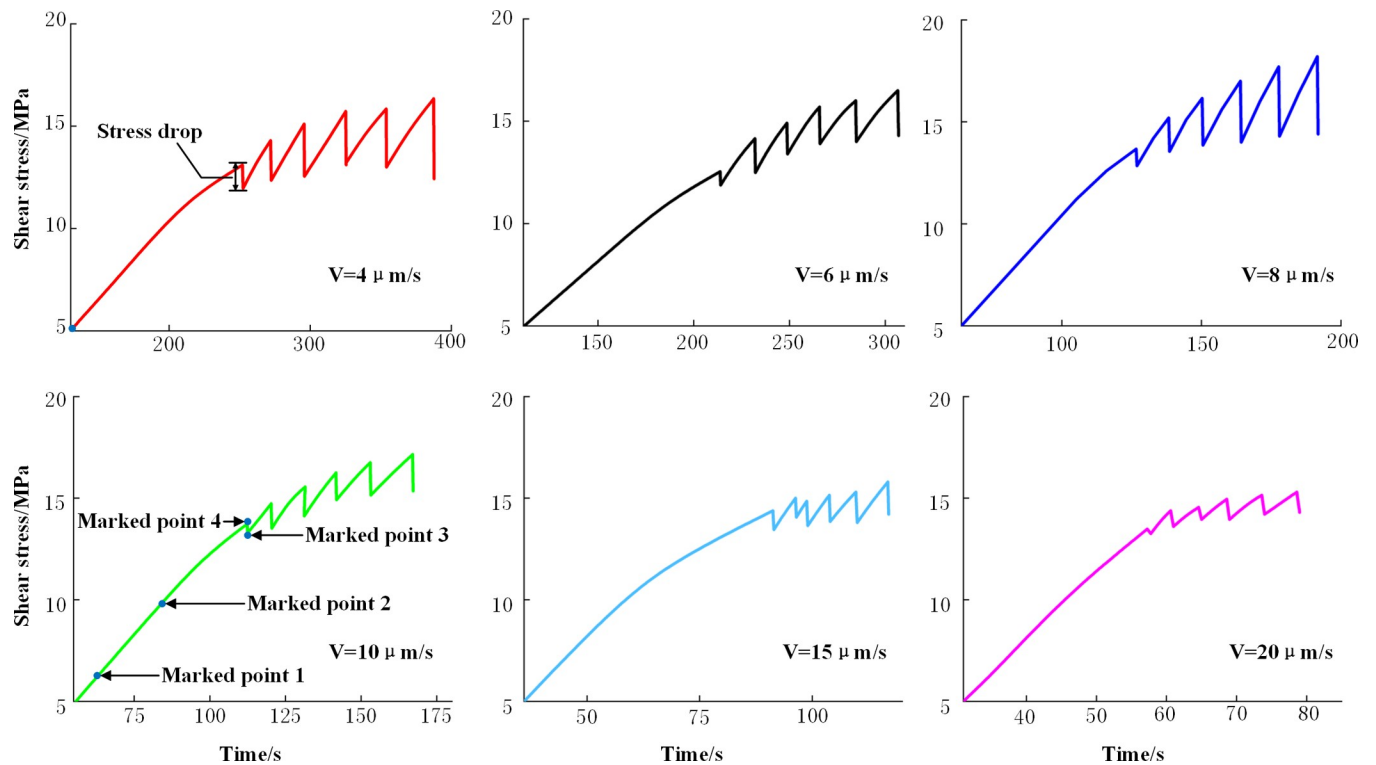 20
15
10
5
Shear stress/MPa
Stress drop
V=4 μ m/s
200
300
400
20
15
10
5
V=6 μ m/s
150
200
250
300
20
15
10
5
V=8 μ m/s
100
150
200
20
15
10
5
Shear stress/MPa
Marked point 4
Marked point 3
Marked point 2
Marked point 1
V=10 μ m/s
75
100
125
150
175
Time/s
20
15
10
5
V=15 μ m/s
50
75
100
Time/s
20
15
10
5
V=20 μ m/s
40
50
60
70
80
Time/s